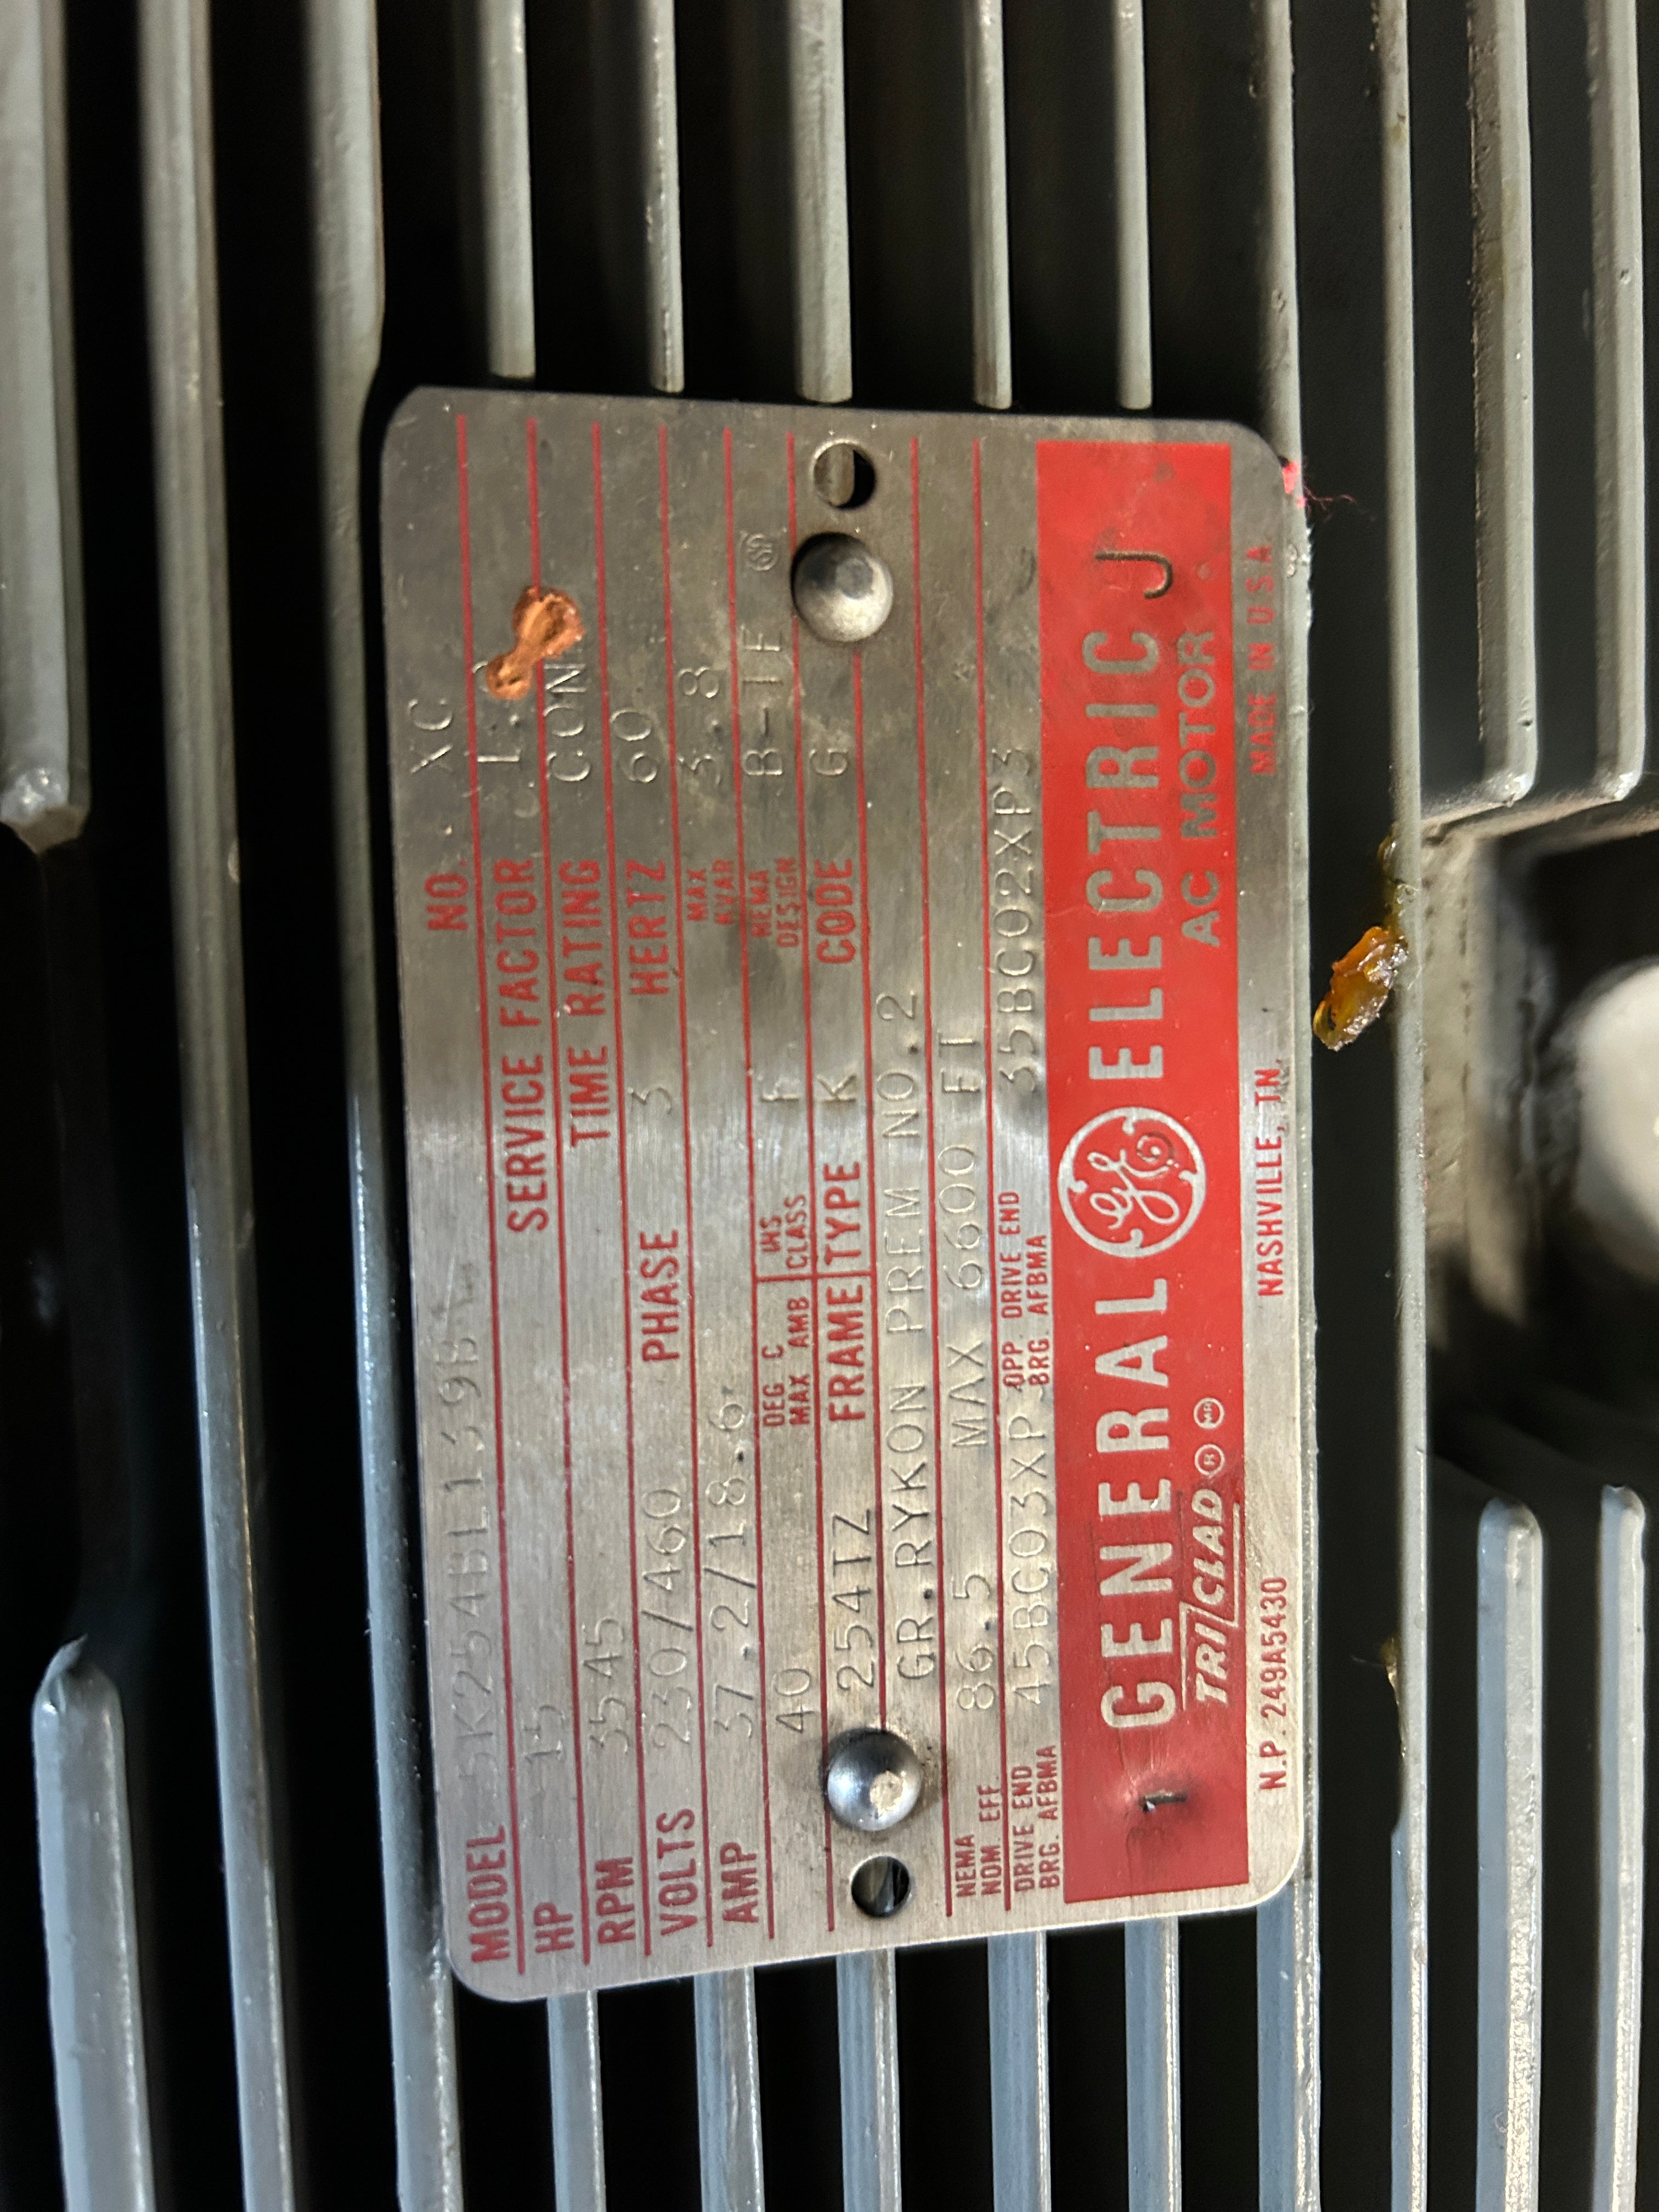 MODEL 5K254BL139B NO. XC
HP 15 SERVICE FACTOR 1.0
RPM 3545 TIME RATING CONT
VOLTS 230/460 PHASE 3 HERTZ 60
AMP 37.2/18.6 MAX KVAR 3.8
40 DEG C MAX AMB INS CLASS F NEMA DESIGN B-TF
254TZ FRAME TYPE K CODE G
GR. RYKON PREM NO.2
NEMA NOM. EFF 86.5 MAX 6600 FT
DRIVE END BRG. AFBMA 45BC03XP OPP. DRIVE END BRG. AFBMA 35BC02XP3
1 GENERAL GE ELECTRIC J
TRI/CLAD ® MR AC MOTOR
N.P. 249A5430 NASHVILLE, TN. MADE IN U S A